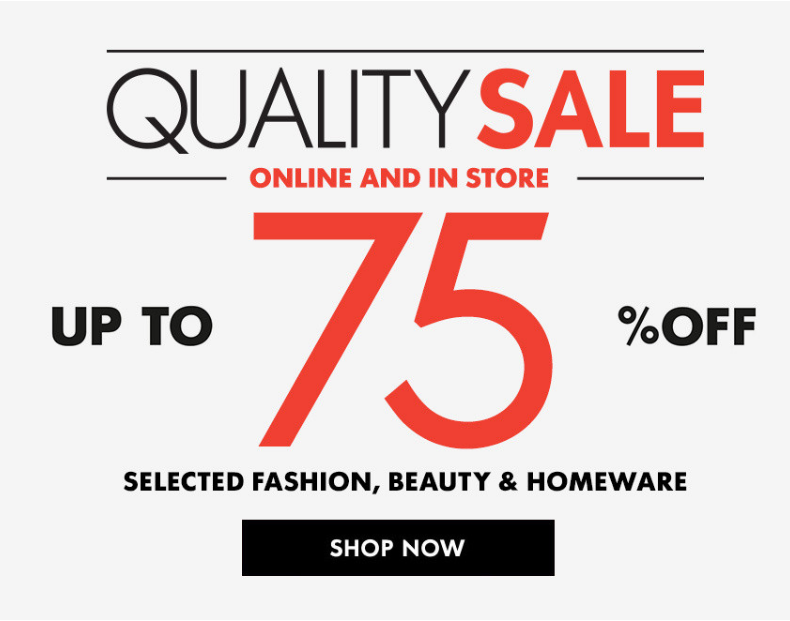 QUALITY SALE
ONLINE AND IN STORE
UP TO 75 %OFF
SELECTED FASHION, BEAUTY & HOMEWARE
SHOP NOW